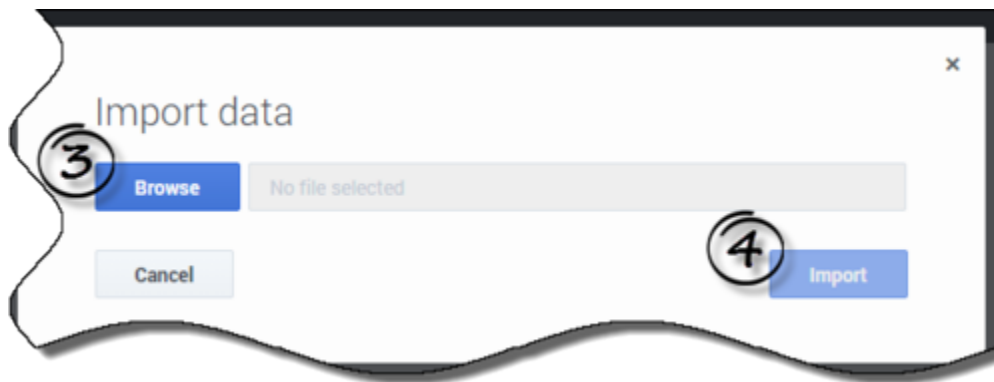 ×
Import data
3
Browse No file selected
4
Cancel Import